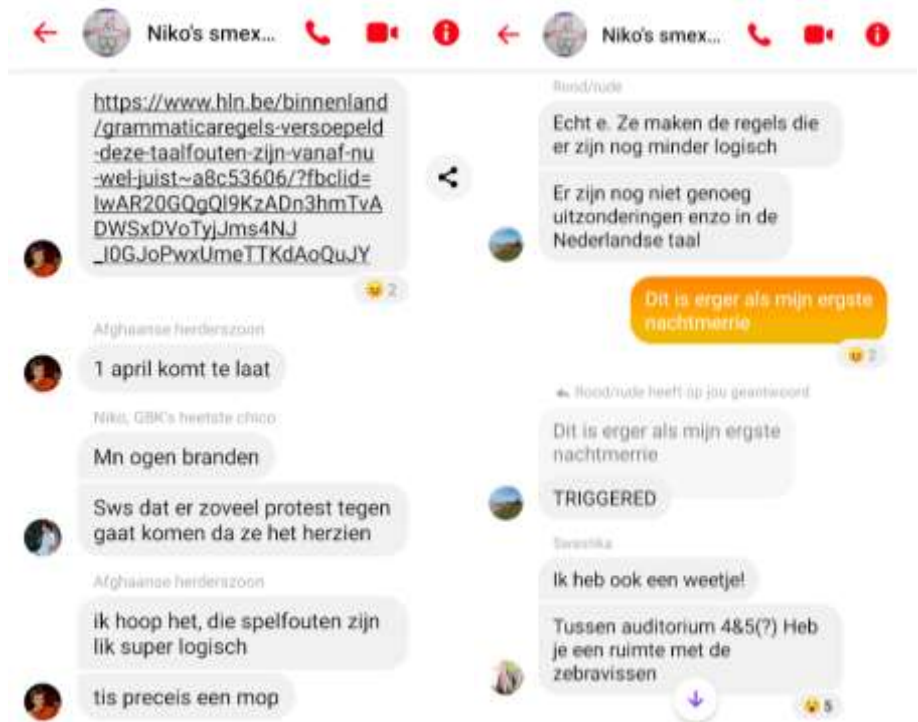 Niko's smex...
https://www.hln.be/binnenland
/grammaticaregels-versoepeld
-deze-taalfouten-zijn-vanaf-nu
-wel-juist~a8c53606/?fbclid=
IwAR20GQgQl9KzADn3hmTvA
DWSxDVoTyjJms4NJ
_I0GJoPwxUmeTTKdAoQuJY
2
Afghaanse herderszoon
1 april komt te laat
Niko, GBK's heetste chico
Mn ogen branden
Sws dat er zoveel protest tegen
gaat komen da ze het herzien
Afghaanse herderszoon
ik hoop het, die spelfouten zijn
lik super logisch
tis preceis een mop
Niko's smex...
Rood/rude
Echt e. Ze maken de regels die
er zijn nog minder logisch
Er zijn nog niet genoeg
uitzonderingen enzo in de
Nederlandse taal
Dit is erger als mijn ergste
nachtmerrie
2
Rood/rude heeft op jou geantwoord
Dit is erger als mijn ergste
nachtmerrie
TRIGGERED
Swastika
Ik heb ook een weetje!
Tussen auditorium 4&5(?) Heb
je een ruimte met de
zebravissen
5